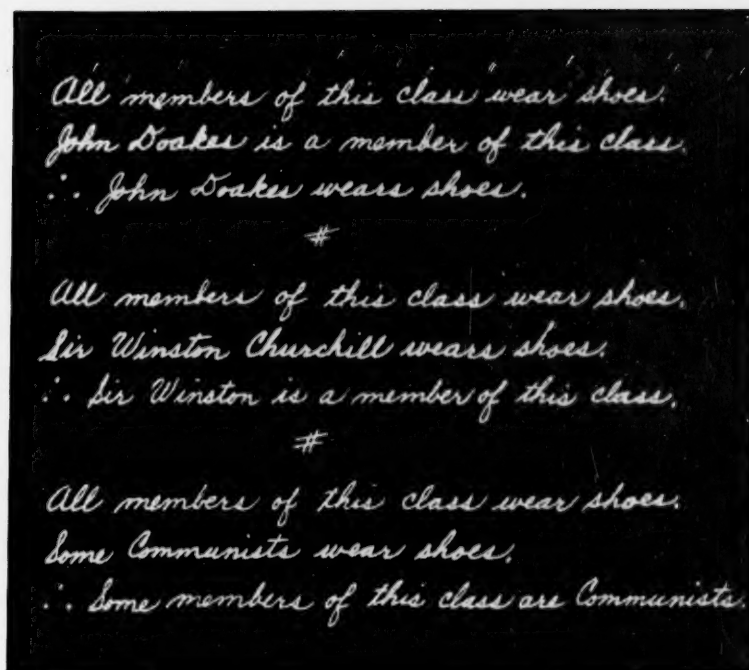 All members of this class wear shoes.
John Doakes is a member of this class.
∴ John Doakes wears shoes.
#
All members of this class wear shoes.
Sir Winston Churchill wears shoes.
∴ Sir Winston is a member of this class.
#
All members of this class wear shoes.
Some Communists wear shoes.
∴ Some members of this class are Communists.